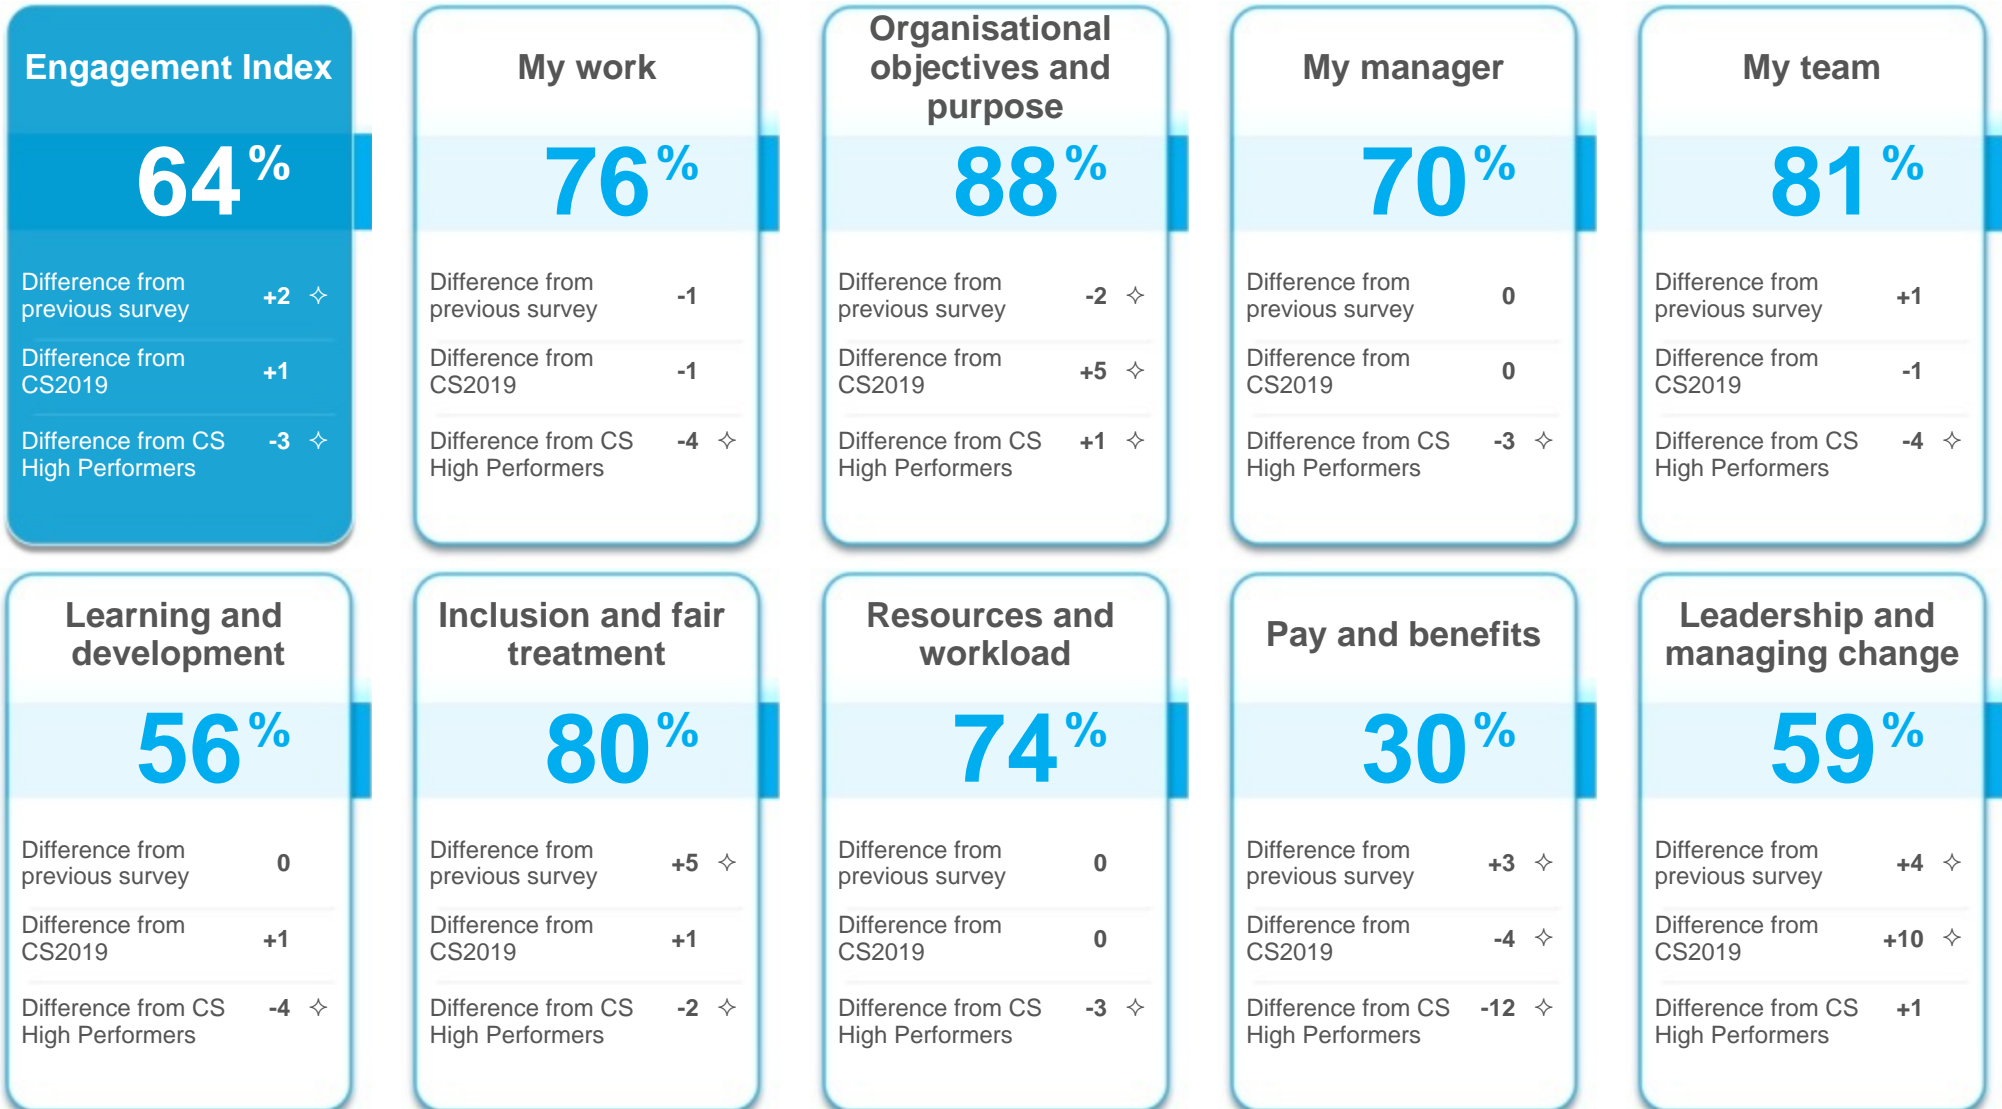 Engagement Index
64%
Difference from
previous survey
+2 ✧
Difference from
CS2019
+1
Difference from CS
High Performers
-3 ✧
My work
76%
Difference from
previous survey
-1
Difference from
CS2019
-1
Difference from CS
High Performers
-4 ✧
Organisational
objectives and
purpose
88%
Difference from
previous survey
-2 ✧
Difference from
CS2019
+5 ✧
Difference from CS
High Performers
+1 ✧
My manager
70%
Difference from
previous survey
0
Difference from
CS2019
0
Difference from CS
High Performers
-3 ✧
My team
81%
Difference from
previous survey
+1
Difference from
CS2019
-1
Difference from CS
High Performers
-4 ✧
Learning and
development
56%
Difference from
previous survey
0
Difference from
CS2019
+1
Difference from CS
High Performers
-4 ✧
Inclusion and fair
treatment
80%
Difference from
previous survey
+5 ✧
Difference from
CS2019
+1
Difference from CS
High Performers
-2 ✧
Resources and
workload
74%
Difference from
previous survey
0
Difference from
CS2019
0
Difference from CS
High Performers
-3 ✧
Pay and benefits
30%
Difference from
previous survey
+3 ✧
Difference from
CS2019
-4 ✧
Difference from CS
High Performers
-12 ✧
Leadership and
managing change
59%
Difference from
previous survey
+4 ✧
Difference from
CS2019
+10 ✧
Difference from CS
High Performers
+1